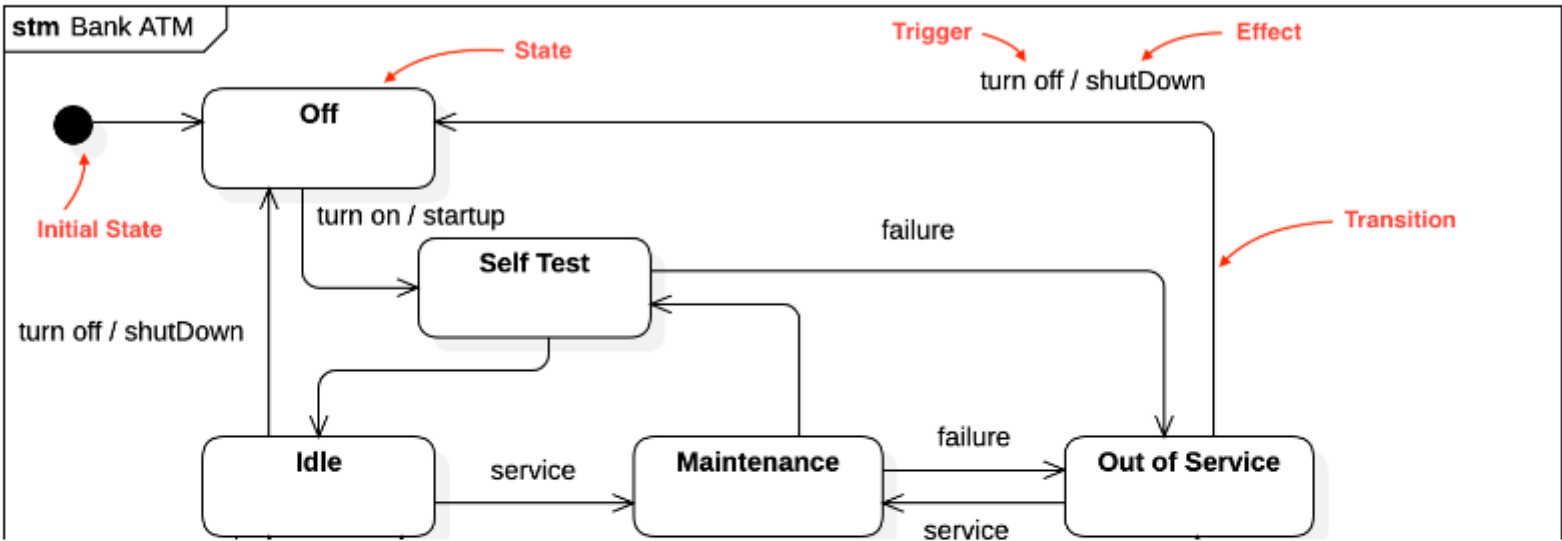 stm Bank ATM
Trigger
Effect
State
turn off / shutDown
Off
Initial State
turn on / startup
failure
Transition
Self Test
turn off / shutDown
failure
Idle
service
Maintenance
Out of Service
service